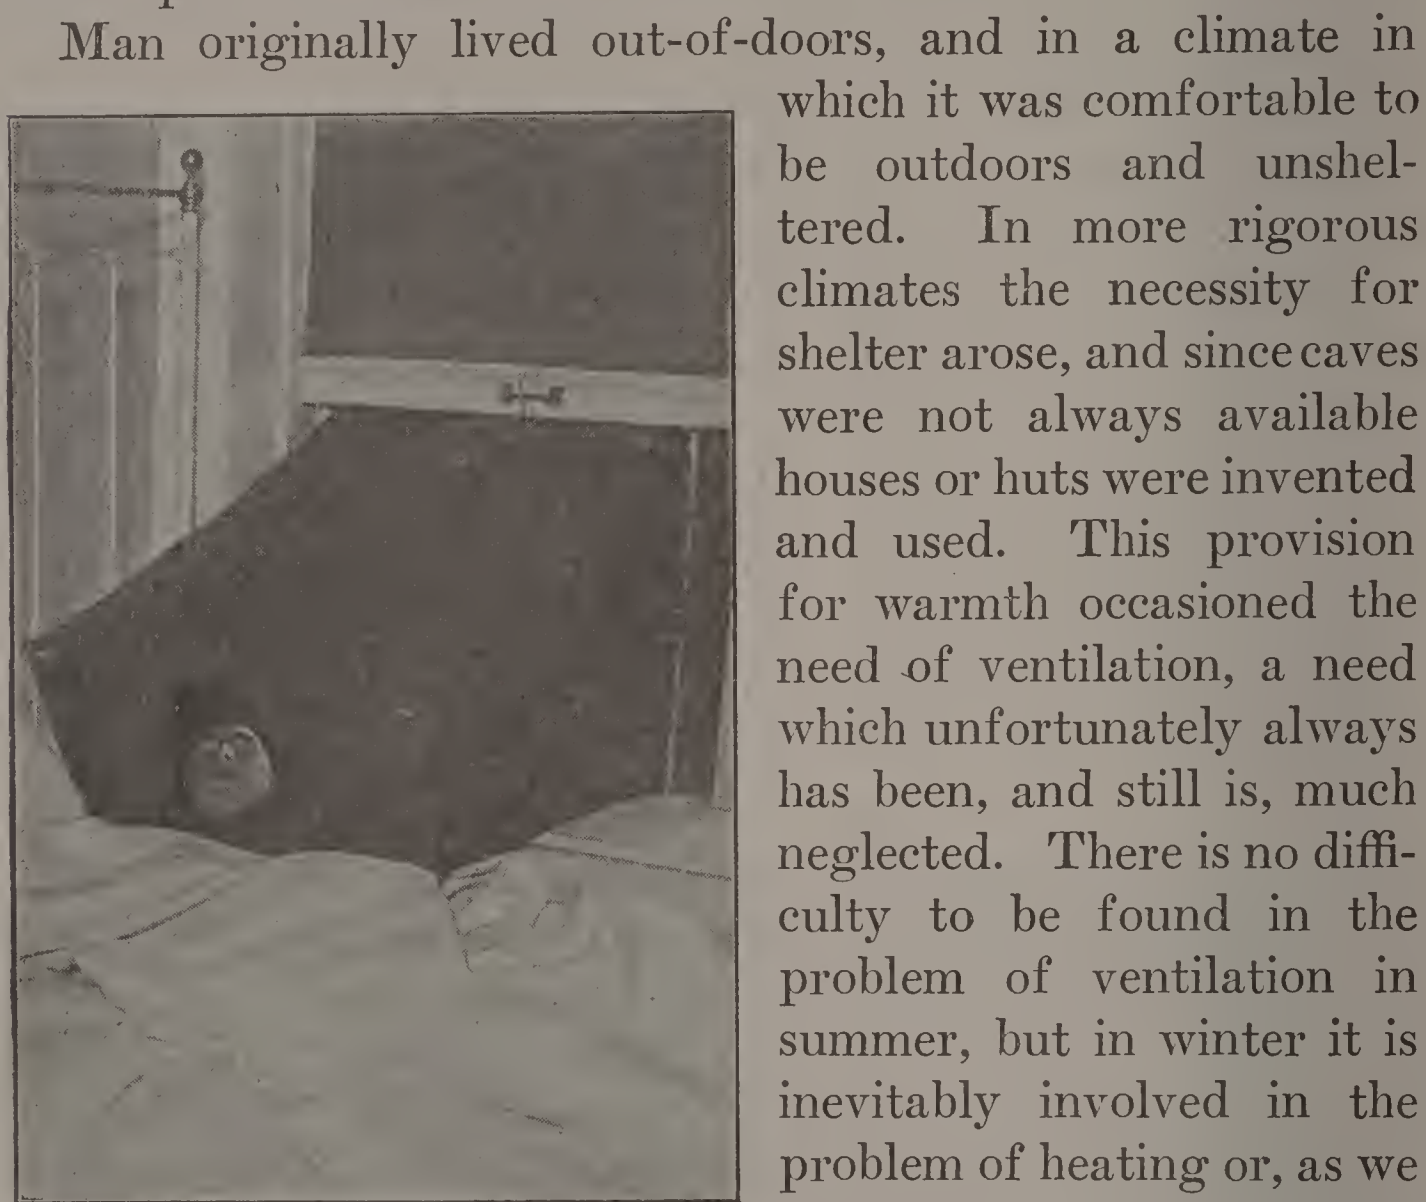 Man originally lived out-of-doors, and in a climate in
which it was comfortable to
be outdoors and unshel-
tered. In more rigorous
climates the necessity for
shelter arose, and since caves
were not always available
houses or huts were invented
and used. This provision
for warmth occasioned the
need of ventilation, a need
which unfortunately always
has been, and still is, much
neglected. There is no diffi-
culty to be found in the
problem of ventilation in
summer, but in winter it is
inevitably involved in the
problem of heating or, as we